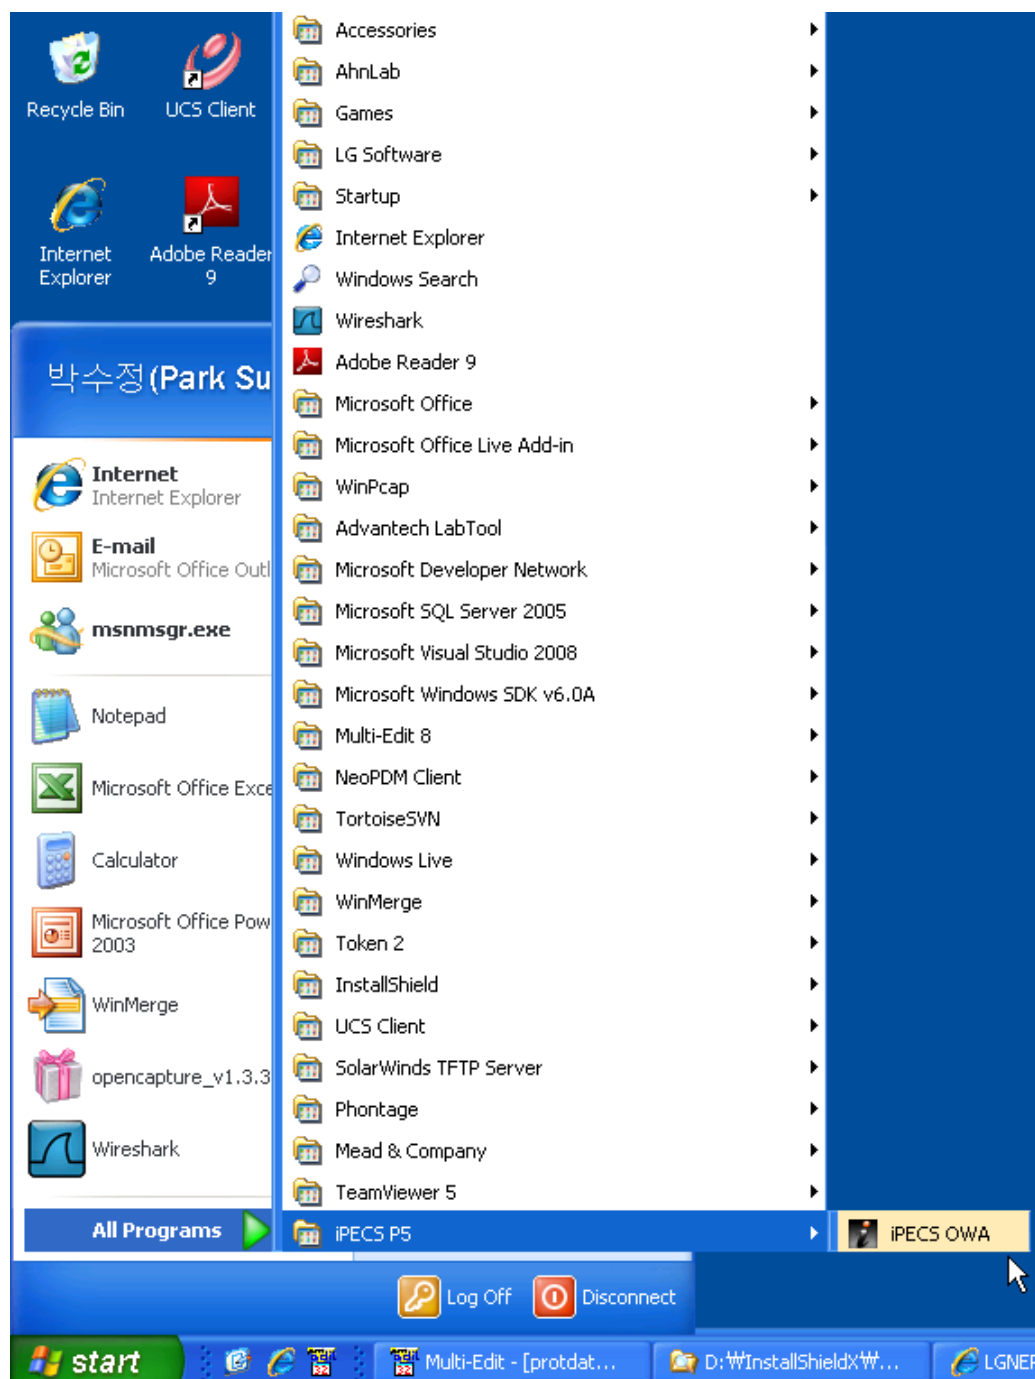 Recycle Bin
UCS Client
Internet
Explorer
Adobe Reader
9
박수정(Park Su
Internet
Internet Explorer
E-mail
Microsoft Office Outl
msnmsgr.exe
Notepad
Microsoft Office Exce
Calculator
Microsoft Office Pow
2003
WinMerge
opencapture_v1.3.3
Wireshark
All Programs
Accessories
AhnLab
Games
LG Software
Startup
Internet Explorer
Windows Search
Wireshark
Adobe Reader 9
Microsoft Office
Microsoft Office Live Add-in
WinPcap
Advantech LabTool
Microsoft Developer Network
Microsoft SQL Server 2005
Microsoft Visual Studio 2008
Microsoft Windows SDK v6.0A
Multi-Edit 8
NeoPDM Client
TortoiseSVN
Windows Live
WinMerge
Token 2
InstallShield
UCS Client
SolarWinds TFTP Server
Phontage
Mead & Company
TeamViewer 5
iPECS P5
iPECS OWA
Log Off
Disconnect
start
Multi-Edit - [protdat...
D:₩InstallShieldX₩...
LGNER